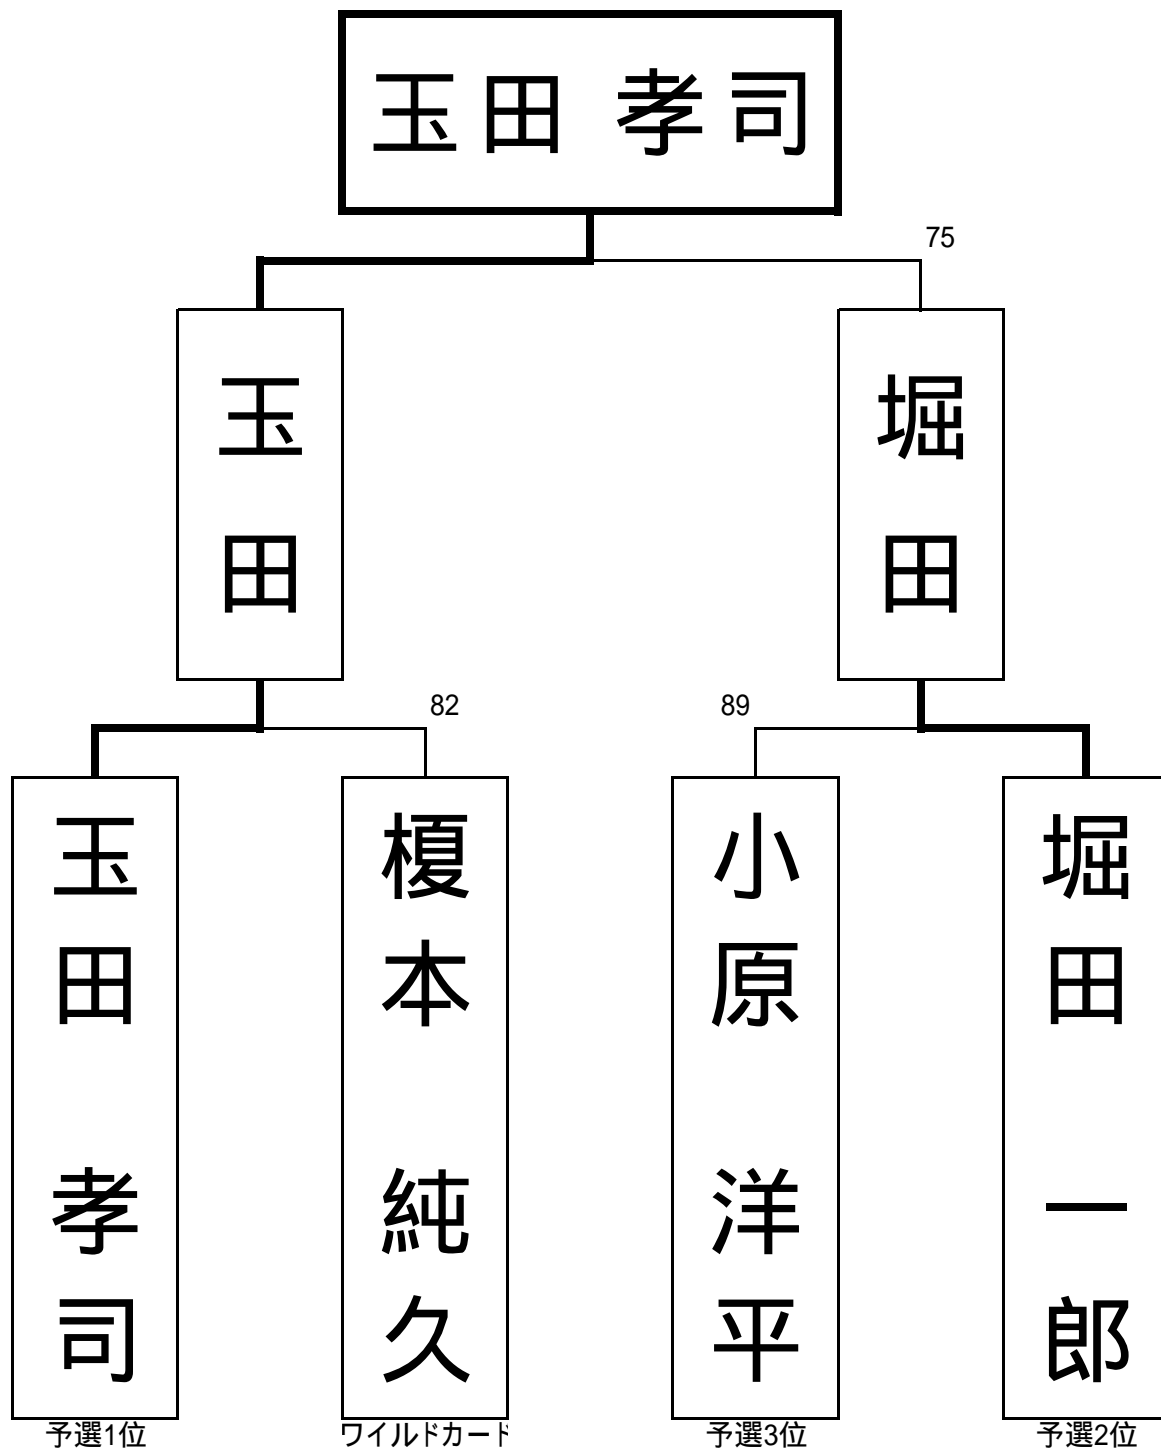 玉田 孝司
75
玉田
堀田
82
89
玉田 孝司
榎本 純久
小原 洋平
堀田 一郎
予選1位
ワイルドカード
予選3位
予選2位